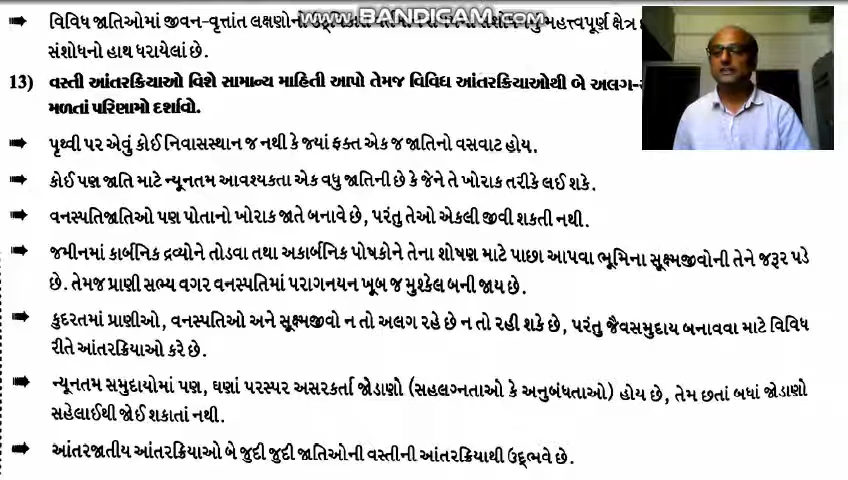 ➡ વિવિધ જાતિઓમાં જીવન-વૃત્તાંત લક્ષણોનો મહત્ત્વપૂર્ણ ક્ષેત્ર
www.BANDICAM.com
સંશોધનો હાથ ધરાયેલાં છે.
13) વસ્તી આંતરક્રિયાઓ વિશે સામાન્ય માહિતી આપો તેમજ વિવિધ આંતરક્રિયાઓથી બે અલગ-
મળતાં પરિણામો દર્શાવો.
➡ પૃથ્વી પર એવું કોઈ નિવાસસ્થાન જ નથી કે જ્યાં ફક્ત એક જ જાતિનો વસવાટ હોય.
➡ કોઈ પણ જાતિ માટે ન્યૂનતમ આવશ્યકતા એક વધુ જાતિની છે કે જેને તે ખોરાક તરીકે લઈ શકે.
➡ વનસ્પતિજાતિઓ પણ પોતાનો ખોરાક જાતે બનાવે છે, પરંતુ તેઓ એકલી જીવી શકતી નથી.
➡ જમીનમાં કાર્બનિક દ્રવ્યોને તોડવા તથા અકાર્બનિક પોષકોને તેના શોષણ માટે પાછા આપવા ભૂમિના સૂક્ષ્મજીવોની તેને જરૂર પડે
છે. તેમજ પ્રાણી સભ્ય વગર વનસ્પતિમાં પરાગનયન ખૂબ જ મુશ્કેલ બની જાય છે.
➡ કુદરતમાં પ્રાણીઓ, વનસ્પતિઓ અને સૂક્ષ્મજીવો ન તો અલગ રહે છે ન તો રહી શકે છે, પરંતુ જૈવસમુદાય બનાવવા માટે વિવિધ
રીતે આંતરક્રિયાઓ કરે છે.
➡ ન્યૂનતમ સમુદાયોમાં પણ, ઘણાં પરસ્પર અસરકર્તા જોડાણો (સહલગ્નતાઓ કે અનુબંધતાઓ) હોય છે, તેમ છતાં બધાં જોડાણો
સહેલાઈથી જોઈ શકાતાં નથી.
➡ આંતરજાતીય આંતરક્રિયાઓ બે જુદી જુદી જાતિઓની વસ્તીની આંતરક્રિયાથી ઉદ્ભવે છે.